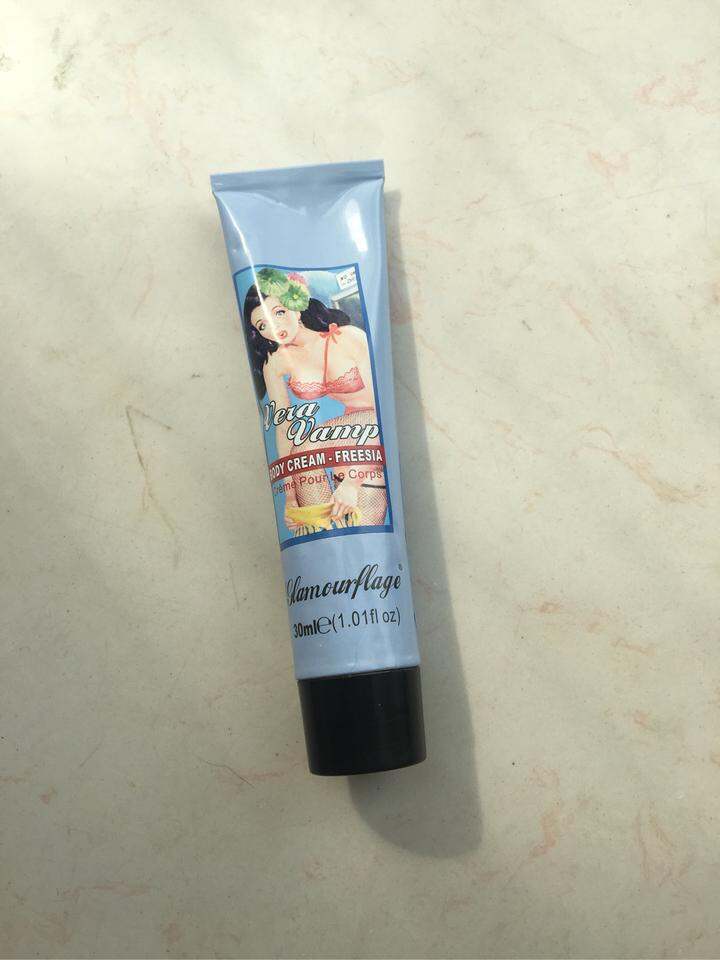 Vera
Vamp
BODY CREAM - FREESIA
Crème Pour Le Corps
Glamourflage®
30ml℮(1.01fl oz)